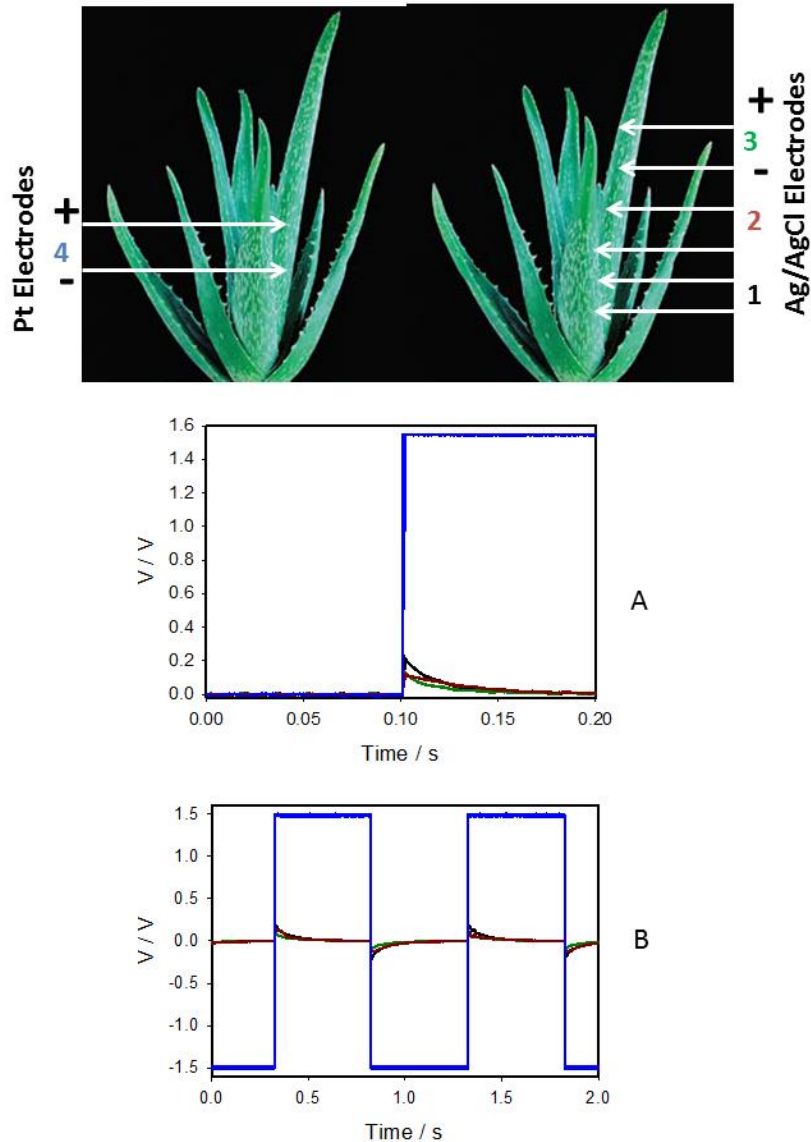 Pt Electrodes
+
4
-
+
3
-
2
1
Ag/AgCl Electrodes
1.6
1.4
1.2
1.0
0.8
0.6
0.4
0.2
0.0
V / V
0.00 0.05 0.10 0.15 0.20
Time / s
A
1.5
1.0
0.5
0.0
-0.5
-1.0
-1.5
V / V
0.0 0.5 1.0 1.5 2.0
Time / s
B